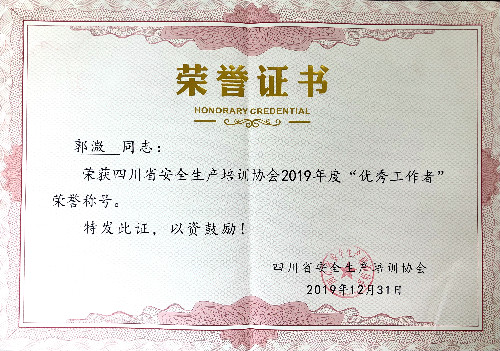 荣誉证书
HONORARY CREDENTIAL
郭激 同志：
荣获四川省安全生产培训协会2019年度“优秀工作者”
荣誉称号。
特发此证，以资鼓励！
四川省安全生产培训协会
2019年12月31日